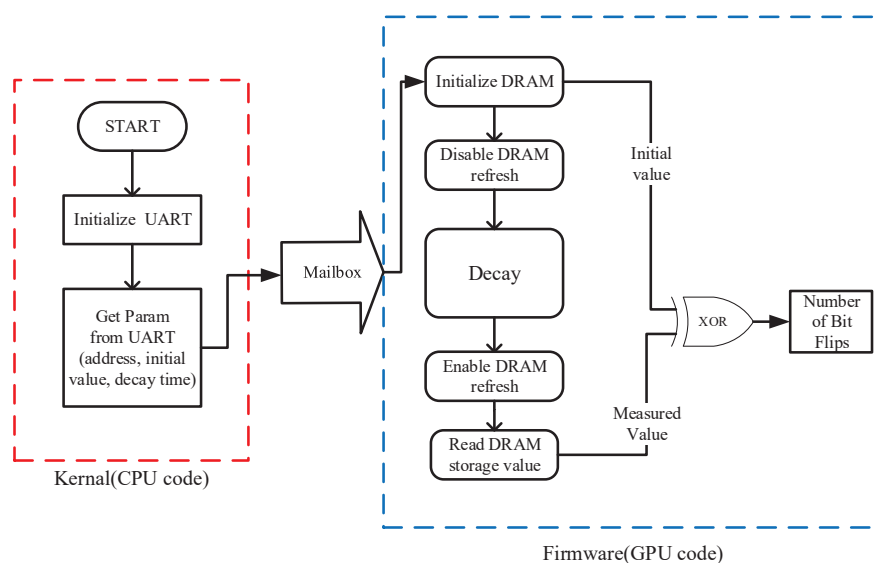 START
Initialize UART
Get Param
from UART
(address, initial
value, decay time)
Kernal(CPU code)
Mailbox
Initialize DRAM
Disable DRAM
refresh
Decay
Enable DRAM
refresh
Read DRAM
storage value
Initial
value
Measured
Value
XOR
Number
of Bit
Flips
Firmware(GPU code)